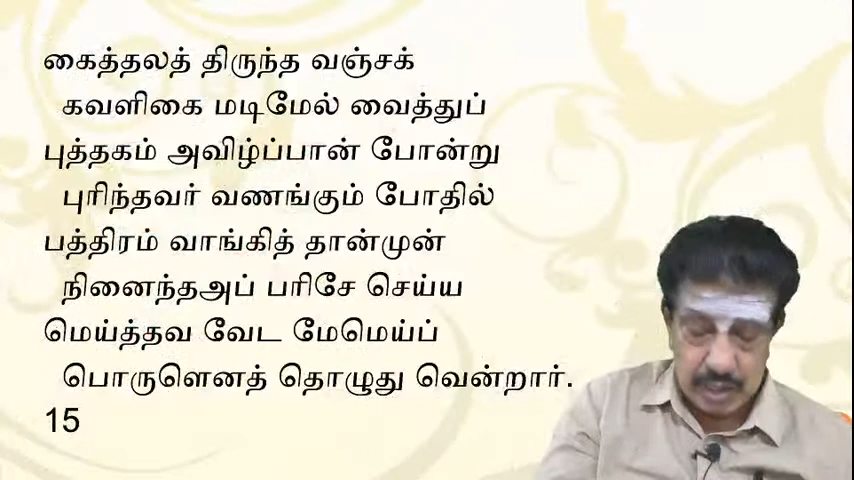 கைத்தலத் திருந்த வஞ்சக்
கவளிகை மடிமேல் வைத்துப்
புத்தகம் அவிழ்ப்பான் போன்று
புரிந்தவர் வணங்கும் போதில்
பத்திரம் வாங்கித் தான்முன்
நினைந்தஅப் பரிசே செய்ய
மெய்த்தவ வேட மேமெய்ப்
பொருளெனத் தொழுது வென்றார்.
15